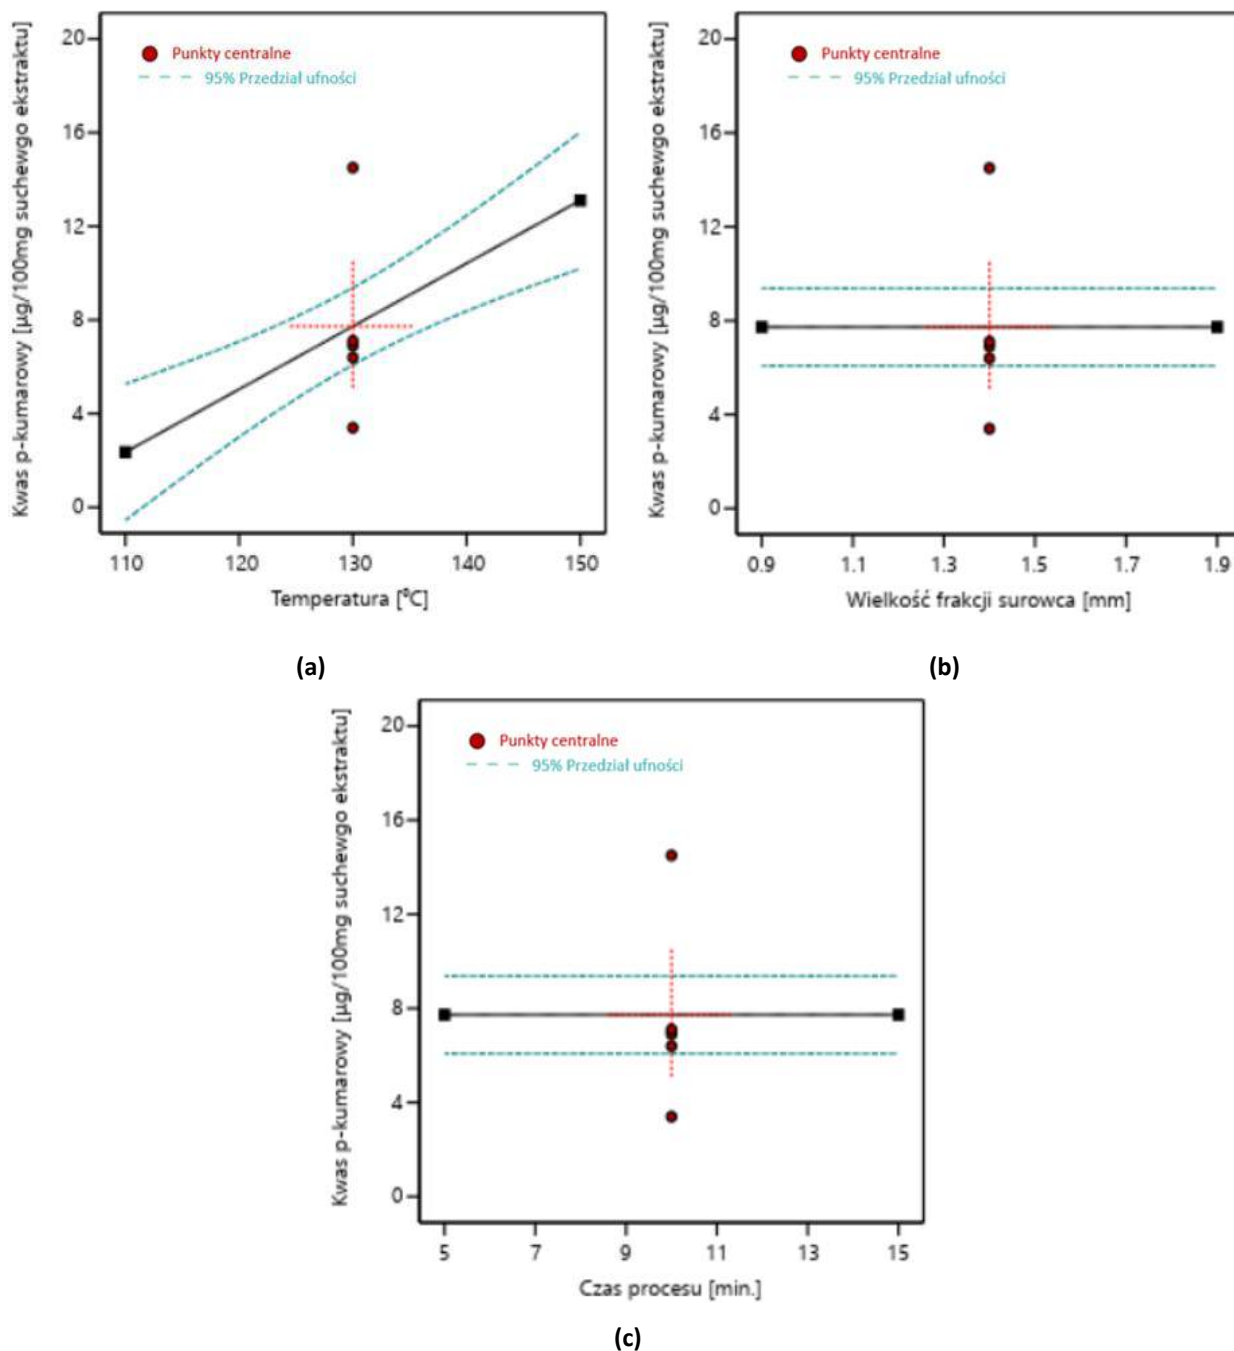 Kwas p-kumarowy [µg/100mg suchewgo ekstraktu]
20
16
12
8
4
0
Punkty centralne
95% Przedział ufności
110
120
130
140
150
Temperatura [⁰C]
(a)
Kwas p-kumarowy [µg/100mg suchewgo ekstraktu]
20
16
12
8
4
0
Punkty centralne
95% Przedział ufności
0.9
1.1
1.3
1.5
1.7
1.9
Wielkość frakcji surowca [mm]
(b)
Kwas p-kumarowy [µg/100mg suchewgo ekstraktu]
20
16
12
8
4
0
Punkty centralne
95% Przedział ufności
5
7
9
11
13
15
Czas procesu [min.]
(c)